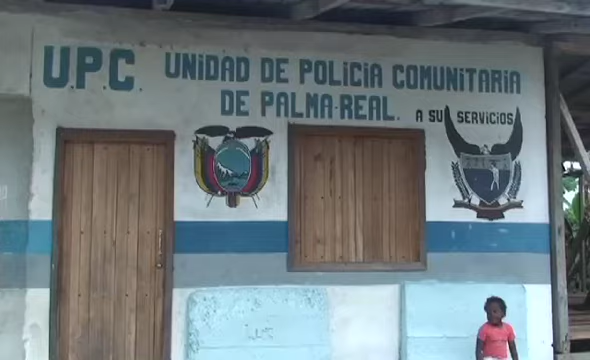 U.P.C. UNIDAD DE POLICIA COMUNITARIA
DE PALMA-REAL. A SU SERVICIOS